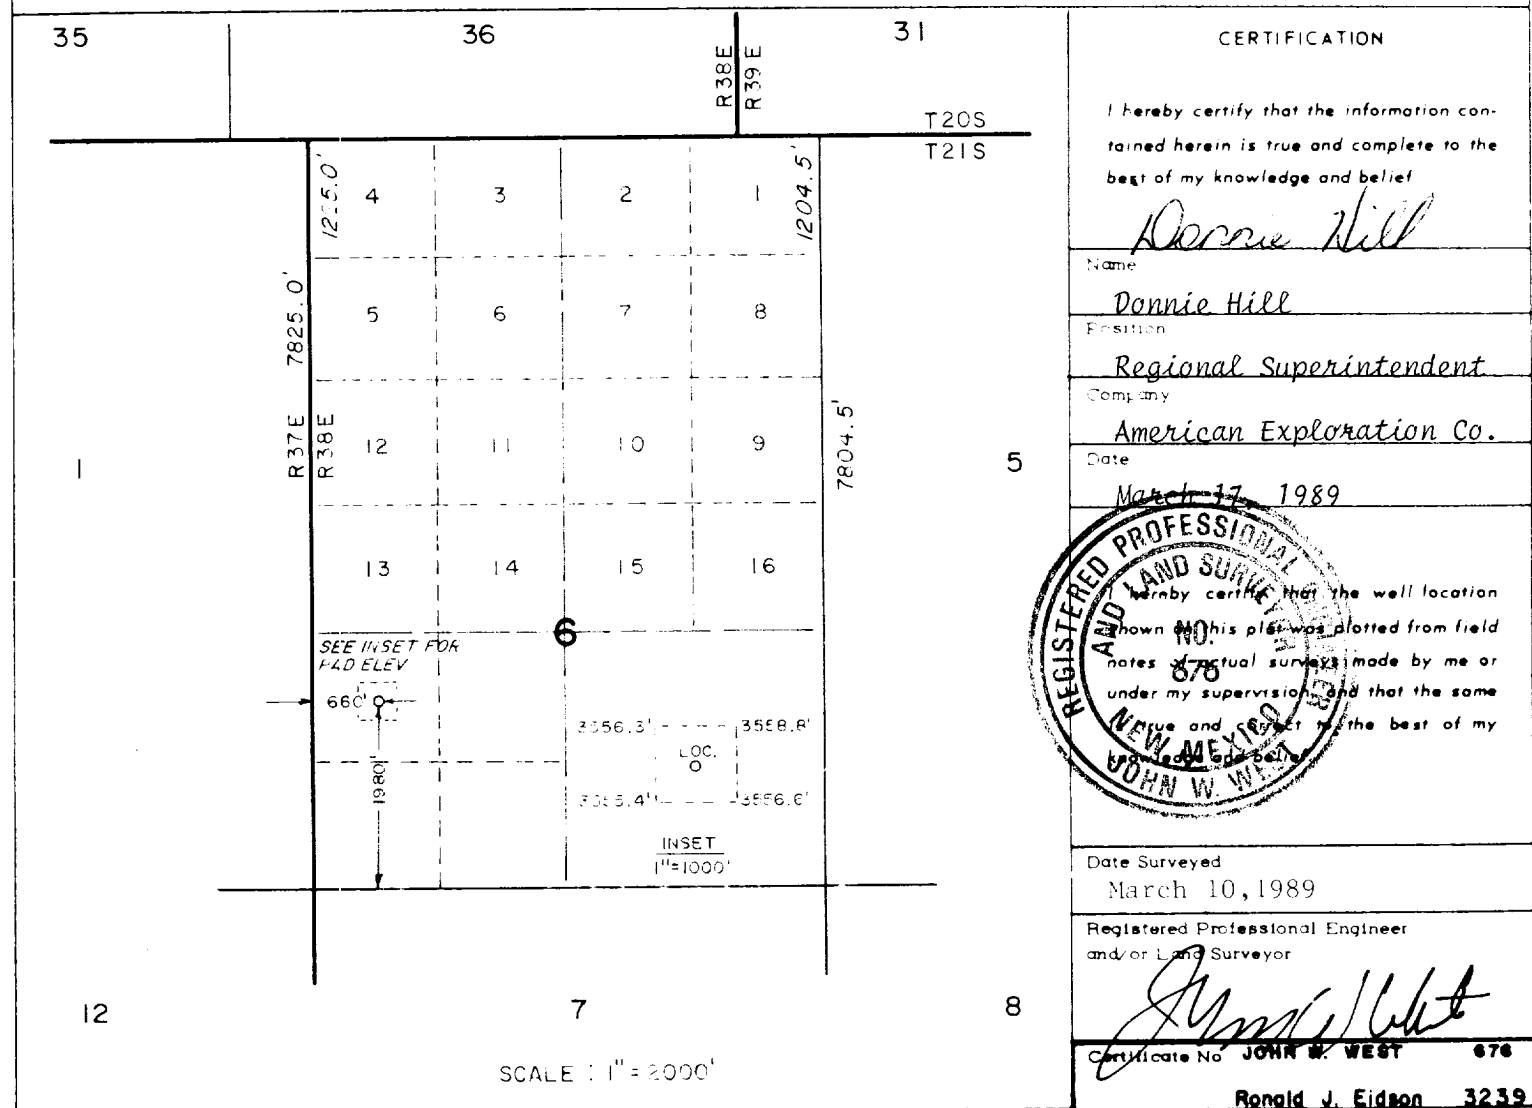 35 36 31
R38E
R39E
T20S
T21S
1204.5'
4 3 2 1
5 6 7 8
7825.0'
R37E
R38E
12 11 10 9
7804.5'
1 5
13 14 15 16
6
SEE INSET FOR
PAD ELEV
660'
1980'
3558.8'
LOC.
3556.6'
INSET
1"=1000'
12 7 8
SCALE : 1" = 2000'
CERTIFICATION
I hereby certify that the information con-
tained herein is true and complete to the
best of my knowledge and belief
Donnie Hill
Name
Donnie Hill
Position
Regional Superintendent
Company
American Exploration Co.
Date
March 17, 1989
REGISTERED PROFESSIONAL ENGINEER
AND LAND SURVEYOR
NO.
676
NEW MEXICO
JOHN W. WEST
I hereby certify that the well location
shown on this plat was plotted from field
notes of actual surveys made by me or
under my supervision, and that the same
is true and correct to the best of my
knowledge and belief
Date Surveyed
March 10,1989
Registered Professional Engineer
and/or Land Surveyor
Certificate No JOHN W. WEST 676
Ronald J. Eidson 3239